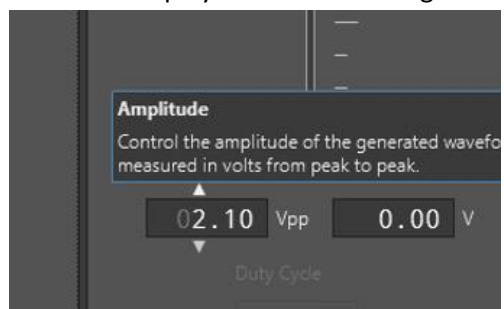 Amplitude
Control the amplitude of the generated
measured in volts from peak to peak.
02.10 Vpp 0.00 V
Duty Cycle